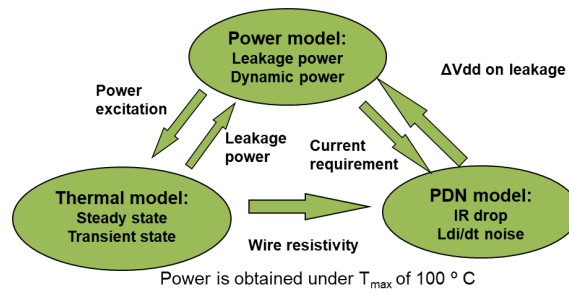 Power model:
Leakage power
Dynamic power
ΔVdd on leakage
Power
excitation
Leakage
power
Current
requirement
Thermal model:
Steady state
Transient state
PDN model:
IR drop
Ldi/dt noise
Wire resistivity
Power is obtained under Tmax of 100 º C